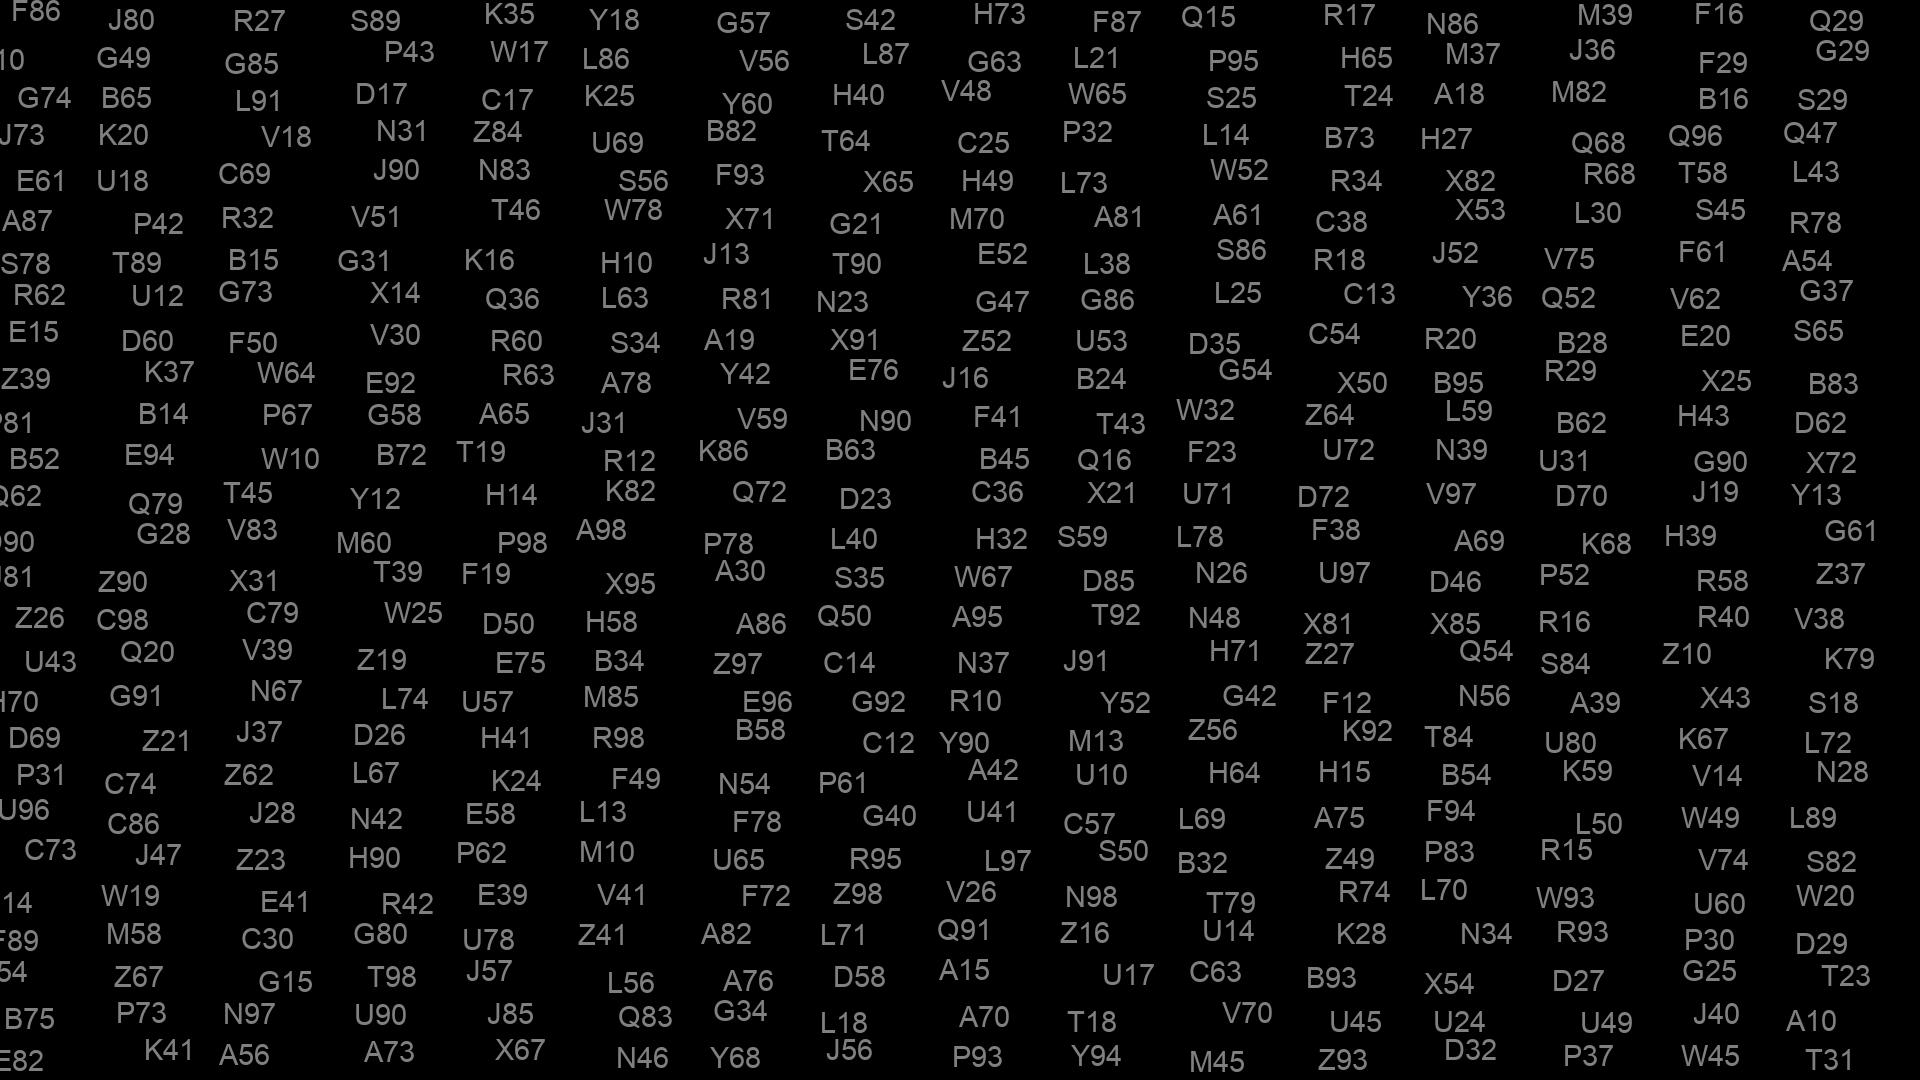 F86 J80 R27 S89 K35 Y18 G57 S42 H73 F87 Q15 R17 N86 M39 F16 Q29
10 G49 G85 P43 W17 L86 V56 L87 G63 L21 P95 H65 M37 J36 F29 G29
G74 B65 L91 D17 C17 K25 Y60 H40 V48 W65 S25 T24 A18 M82 B16 S29
J73 K20 V18 N31 Z84 U69 B82 T64 C25 P32 L14 B73 H27 Q68 Q96 Q47
E61 U18 C69 J90 N83 S56 F93 X65 H49 L73 W52 R34 X82 R68 T58 L43
A87 P42 R32 V51 T46 W78 X71 G21 M70 A81 A61 C38 X53 L30 S45 R78
S78 T89 B15 G31 K16 H10 J13 T90 E52 L38 S86 R18 J52 V75 F61 A54
R62 U12 G73 X14 Q36 L63 R81 N23 G47 G86 L25 C13 Y36 Q52 V62 G37
E15 D60 F50 V30 R60 S34 A19 X91 Z52 U53 D35 C54 R20 B28 E20 S65
Z39 K37 W64 E92 R63 A78 Y42 E76 J16 B24 G54 X50 B95 R29 X25 B83
P81 B14 P67 G58 A65 J31 V59 N90 F41 T43 W32 Z64 L59 B62 H43 D62
B52 E94 W10 B72 T19 R12 K86 B63 B45 Q16 F23 U72 N39 U31 G90 X72
Q62 Q79 T45 Y12 H14 K82 Q72 D23 C36 X21 U71 D72 V97 D70 J19 Y13
90 G28 V83 M60 P98 A98 P78 L40 H32 S59 L78 F38 A69 K68 H39 G61
81 Z90 X31 T39 F19 X95 A30 S35 W67 D85 N26 U97 D46 P52 R58 Z37
Z26 C98 C79 W25 D50 H58 A86 Q50 A95 T92 N48 X81 X85 R16 R40 V38
U43 Q20 V39 Z19 E75 B34 Z97 C14 N37 J91 H71 Z27 Q54 S84 Z10 K79
H70 G91 N67 L74 U57 M85 E96 G92 R10 Y52 G42 F12 N56 A39 X43 S18
D69 Z21 J37 D26 H41 R98 B58 C12 Y90 M13 Z56 K92 T84 U80 K67 L72
P31 C74 Z62 L67 K24 F49 N54 P61 A42 U10 H64 H15 B54 K59 V14 N28
U96 C86 J28 N42 E58 L13 F78 G40 U41 C57 L69 A75 F94 L50 W49 L89
C73 J47 Z23 H90 P62 M10 U65 R95 L97 S50 B32 Z49 P83 R15 V74 S82
14 W19 E41 R42 E39 V41 F72 Z98 V26 N98 T79 R74 L70 W93 U60 W20
F89 M58 C30 G80 U78 Z41 A82 L71 Q91 Z16 U14 K28 N34 R93 P30 D29
54 Z67 G15 T98 J57 L56 A76 D58 A15 U17 C63 B93 X54 D27 G25 T23
B75 P73 N97 U90 J85 Q83 G34 L18 A70 T18 V70 U45 U24 U49 J40 A10
E82 K41 A56 A73 X67 N46 Y68 J56 P93 Y94 M45 Z93 D32 P37 W45 T31